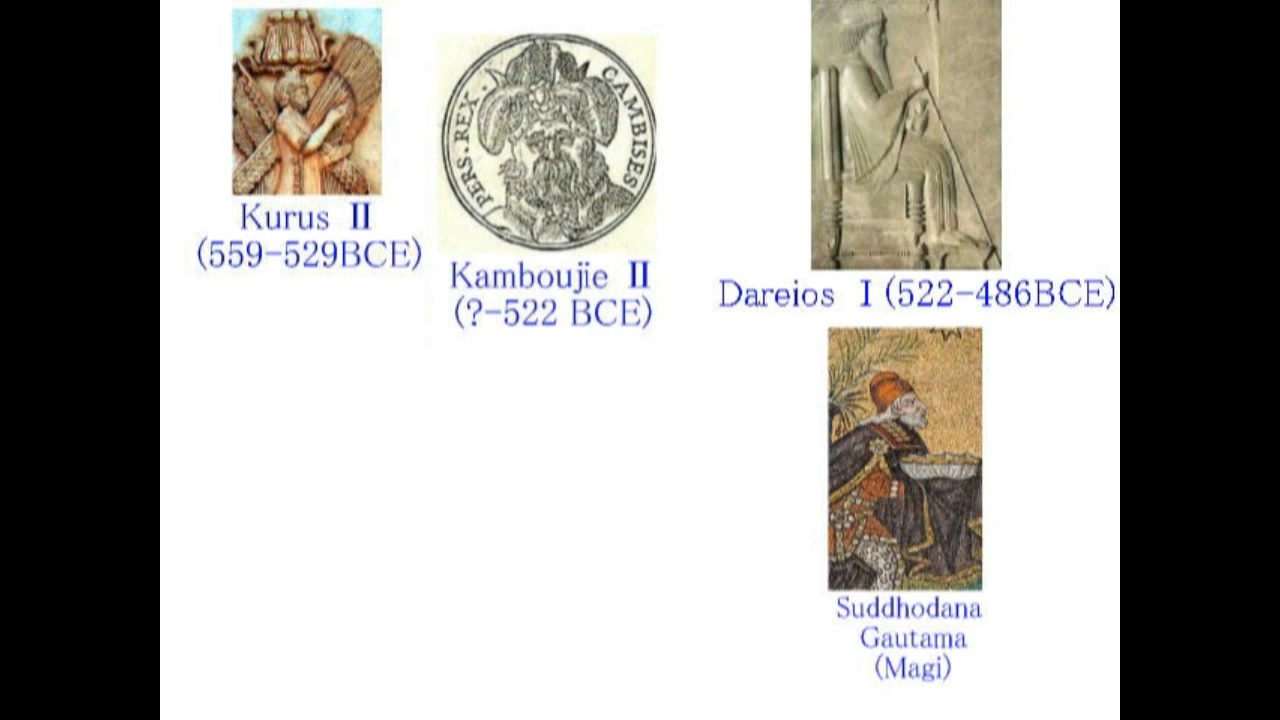 Kurus Ⅱ
(559-529BCE)
PERS. REX. CAMBISES
Kamboujie Ⅱ
(?-522 BCE)
Dareios Ⅰ(522-486BCE)
Suddhodana
Gautama
(Magi)